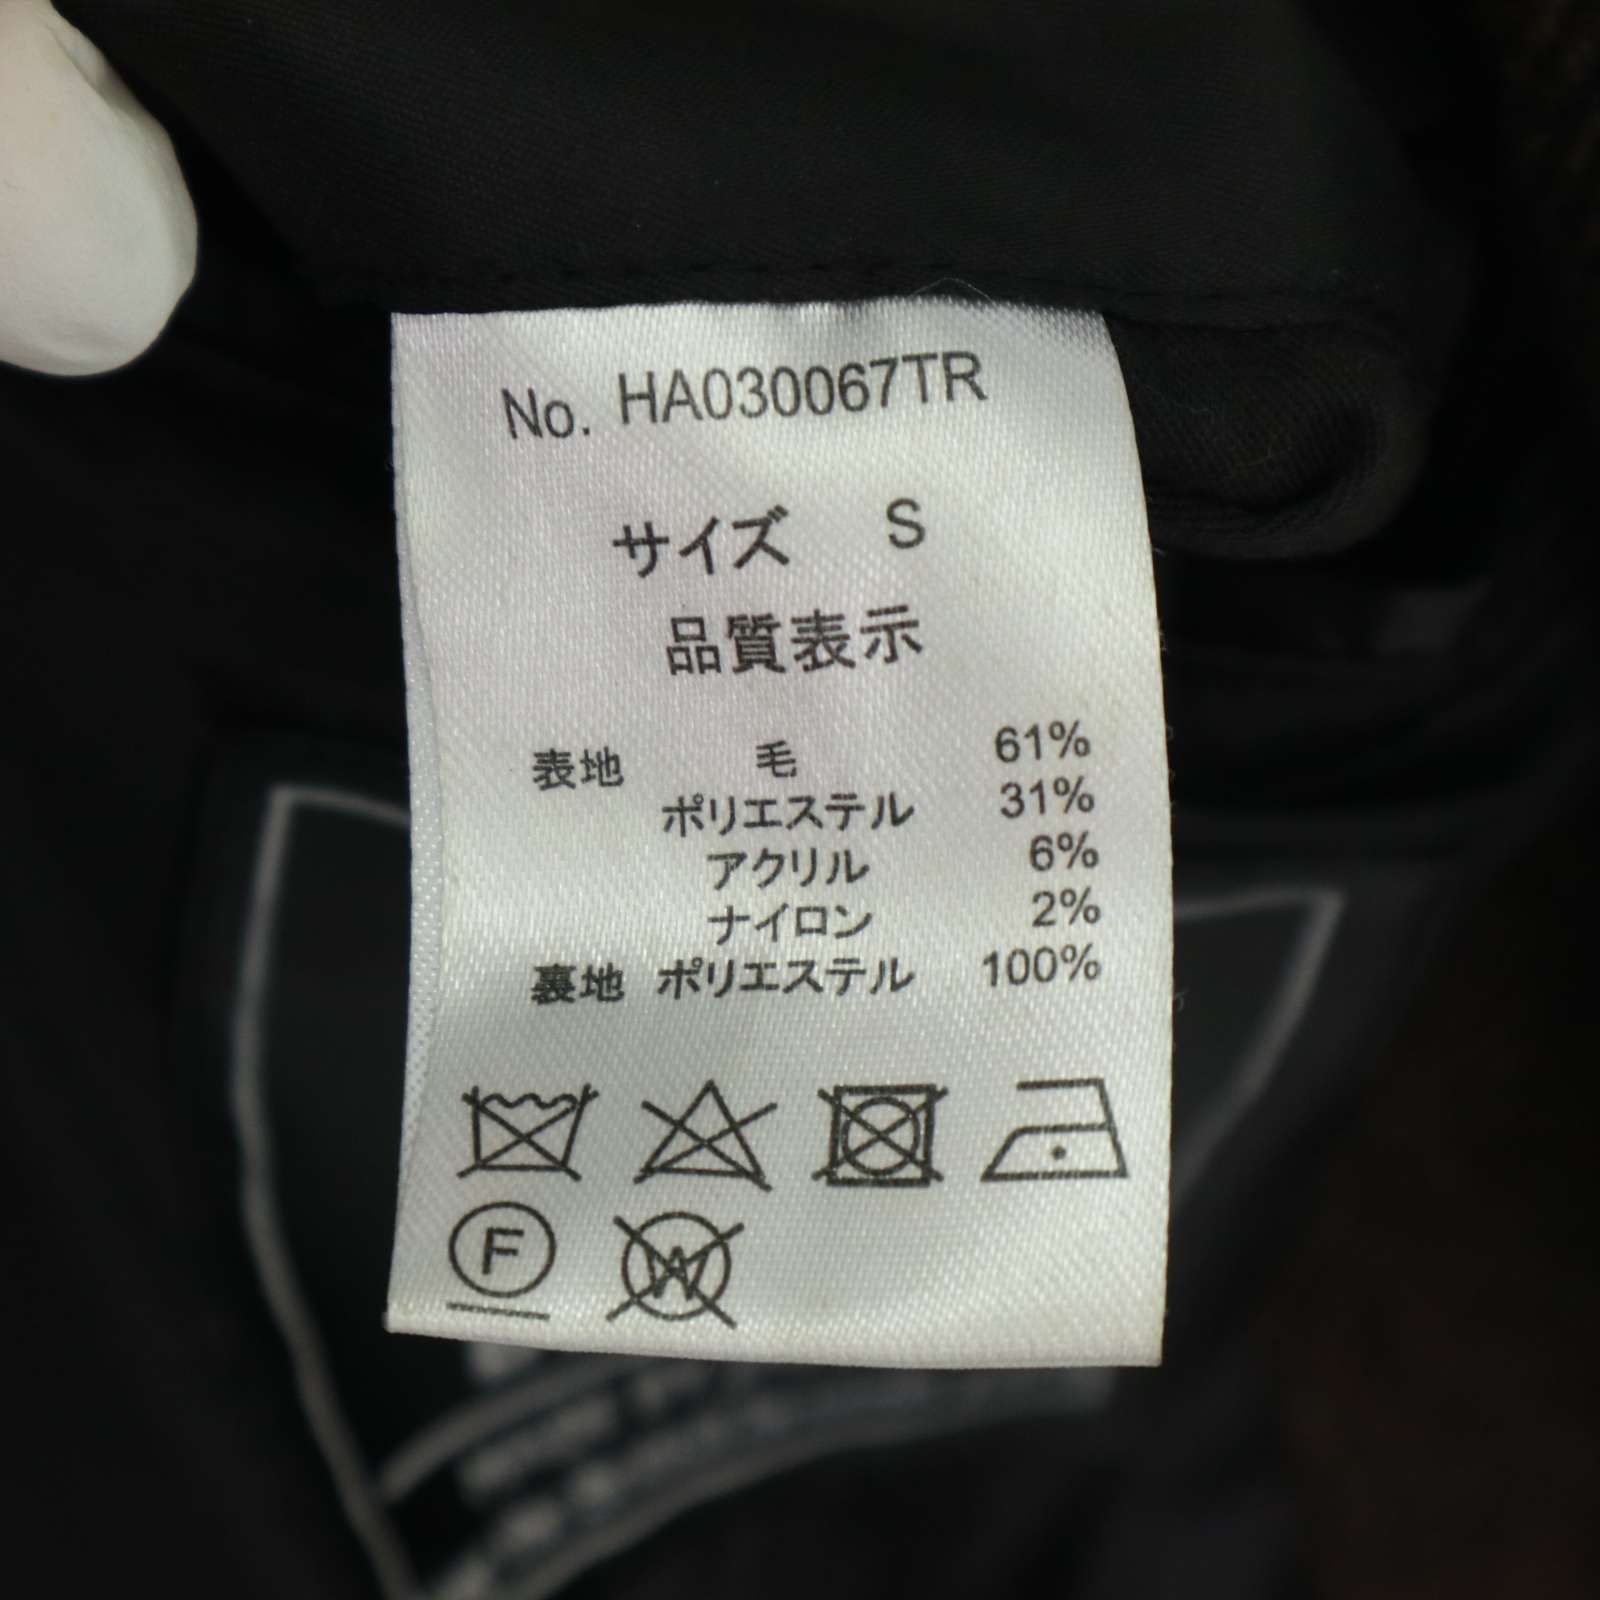 No. HA030067TR
サイズ S
品質表示
表地 毛 61%
ポリエステル 31%
アクリル 6%
ナイロン 2%
裏地 ポリエステル 100%
F
W